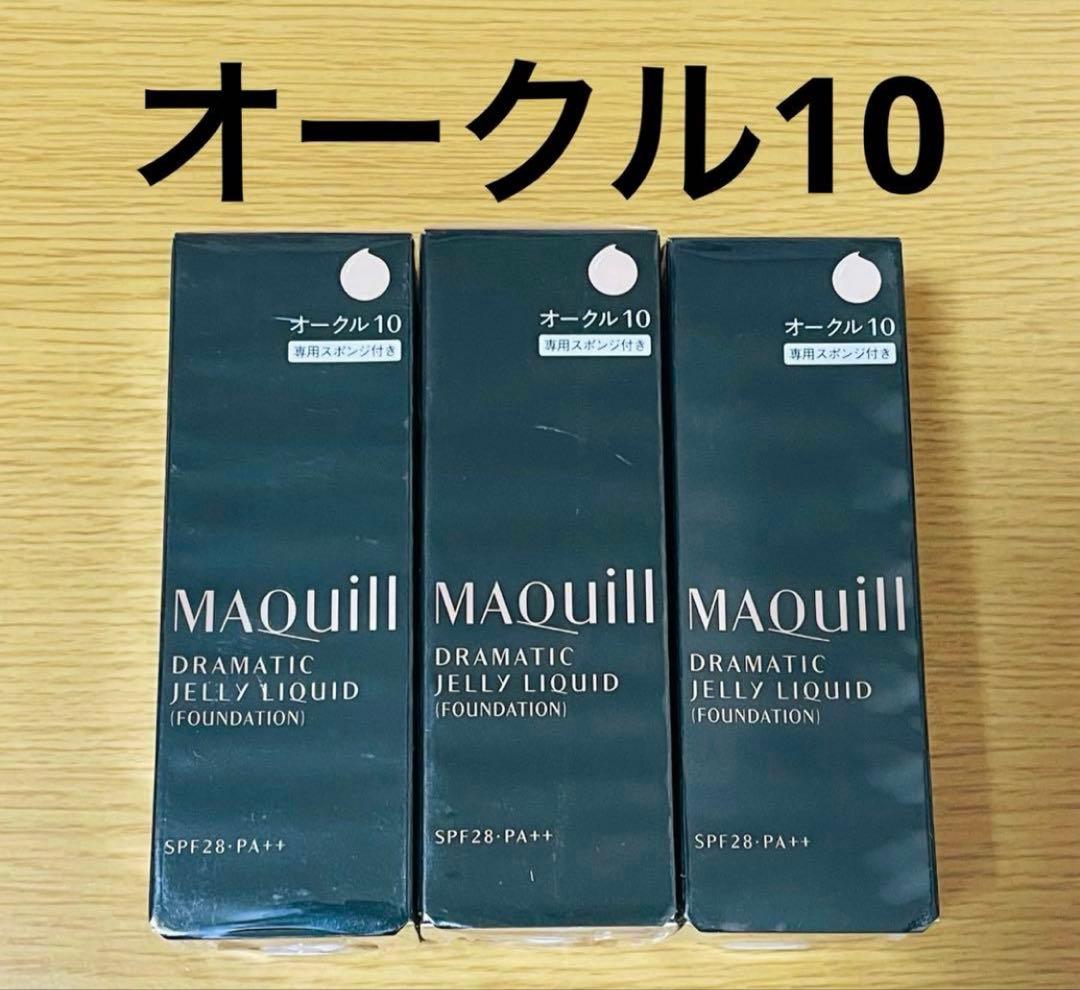 オークル10
オークル10
専用スポンジ付き
MAQuill
DRAMATIC
JELLY LIQUID
(FOUNDATION)
SPF28・PA++
オークル10
専用スポンジ付き
MAQuill
DRAMATIC
JELLY LIQUID
(FOUNDATION)
SPF28・PA++
オークル10
専用スポンジ付き
MAQuill
DRAMATIC
JELLY LIQUID
(FOUNDATION)
SPF28・PA++